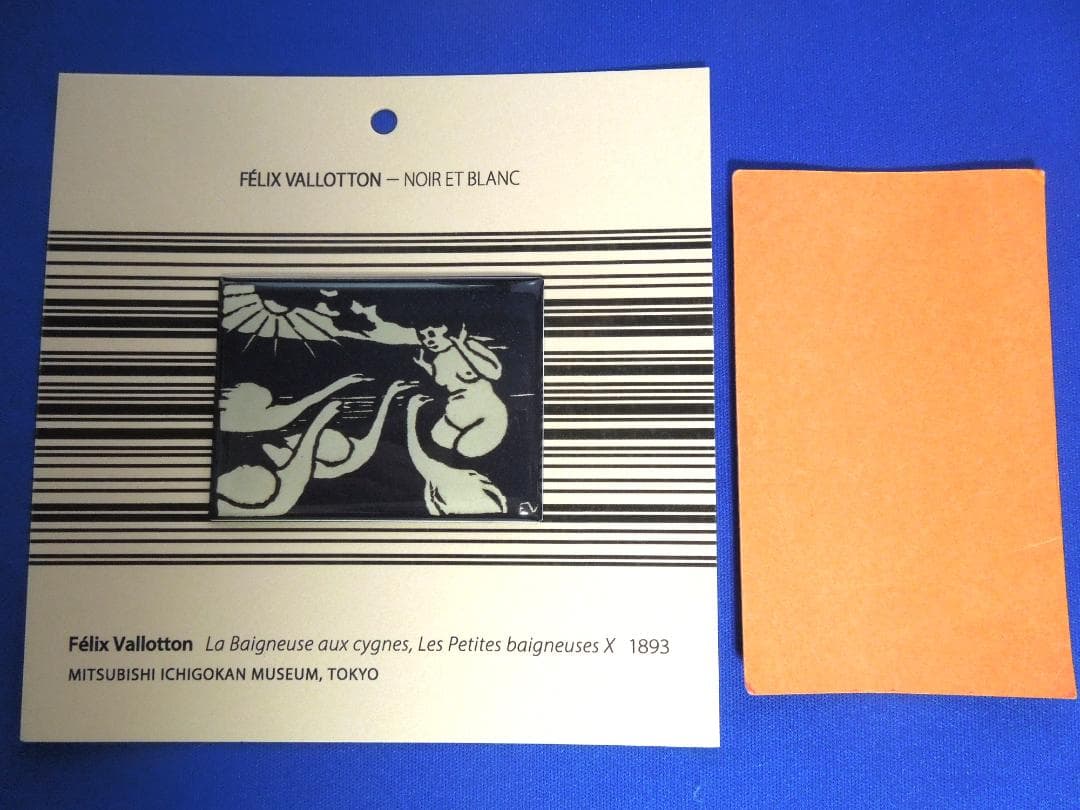 FÉLIX VALLOTTON — NOIR ET BLANC
FV
Félix Vallotton La Baigneuse aux cygnes, Les Petites baigneuses X 1893
MITSUBISHI ICHIGOKAN MUSEUM, TOKYO